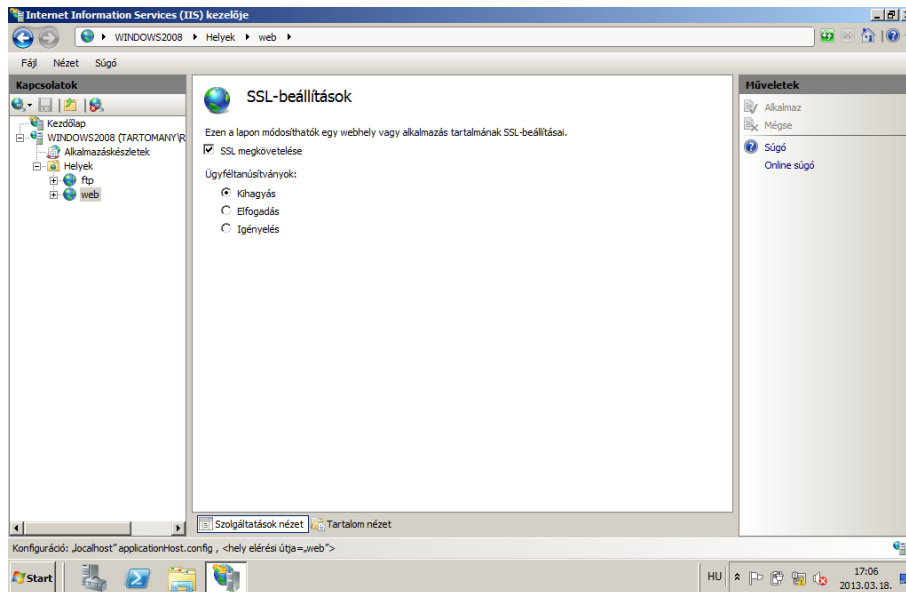 Internet Information Services (IIS) kezelője
WINDOWS2008 Helyek web
Fájl Nézet Súgó
Kapcsolatok
Kezdőlap
WINDOWS2008 (TARTOMANY\R
Alkalmazáskészletek
Helyek
ftp
web
SSL-beállítások
Ezen a lapon módosíthatók egy webhely vagy alkalmazás tartalmának SSL-beállításai.
SSL megkövetelése
Ügyféltanúsítványok:
Kihagyás
Elfogadás
Igénylés
Szolgáltatások nézet Tartalom nézet
Műveletek
Alkalmaz
Mégse
Súgó
Online súgó
Konfiguráció: „localhost” applicationHost.config , <hely elérési útja=„web”>
Start HU 17:06
2013.03.18.